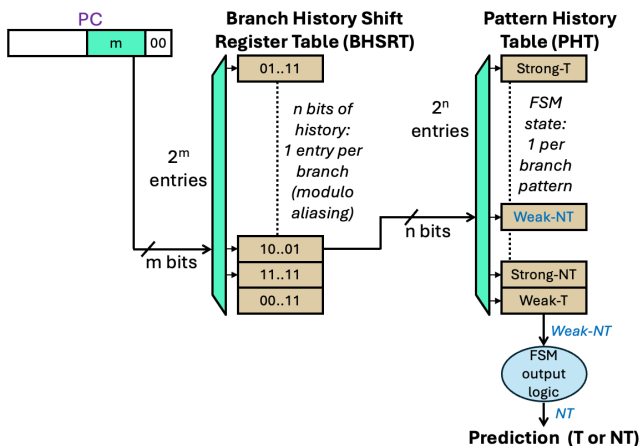 PC
m
00
Branch History Shift
Register Table (BHSRT)
Pattern History
Table (PHT)
01..11
Strong-T
n bits of
history:
1 entry per
branch
(modulo
aliasing)
2ⁿ
entries
FSM
state:
1 per
branch
pattern
2ᵐ
entries
Weak-NT
m bits
10..01
n bits
11..11
Strong-NT
00..11
Weak-T
Weak-NT
FSM
output
logic
NT
Prediction (T or NT)